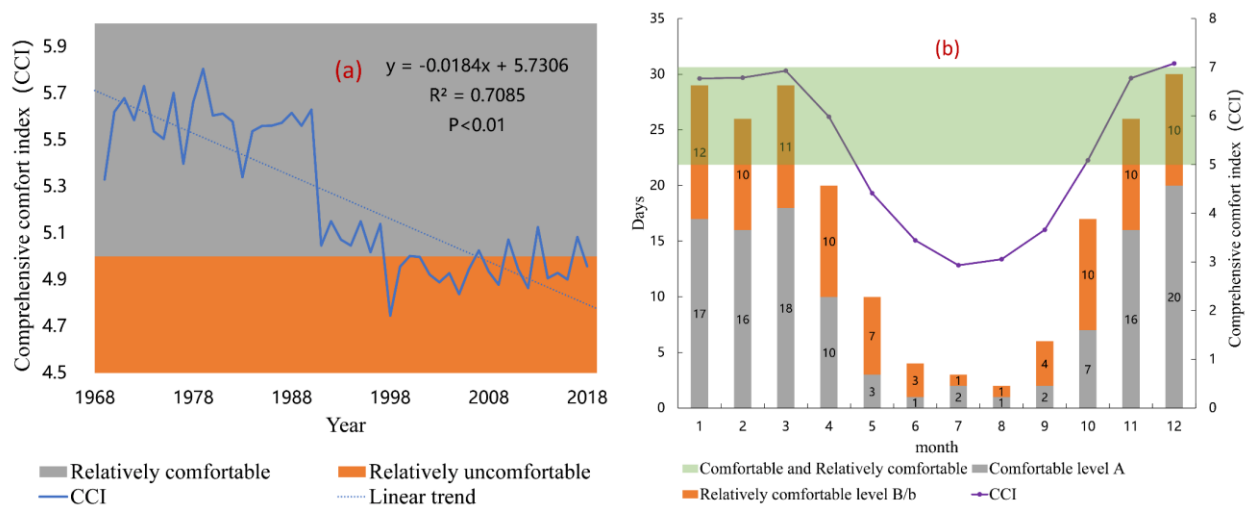 Comprehensive comfort index (CCI)
5.9
5.7
5.5
5.3
5.1
4.9
4.7
4.5
(a)
y = -0.0184x + 5.7306
R² = 0.7085
P<0.01
1968 1978 1988 1998 2008 2018
Year
Relatively comfortable
Relatively uncomfortable
CCI
Linear trend
(b)
Days
35
30
25
20
15
10
5
0
12 10 11 10 7 3 1 1 4 10 10 10
17 16 18 10 3 1 2 1 2 7 16 20
8
7
6
5
4
3
2
1
0
Comprehensive comfort index (CCI)
1 2 3 4 5 6 7 8 9 10 11 12
month
Comfortable and Relatively comfortable
Comfortable level A
Relatively comfortable level B/b
CCI